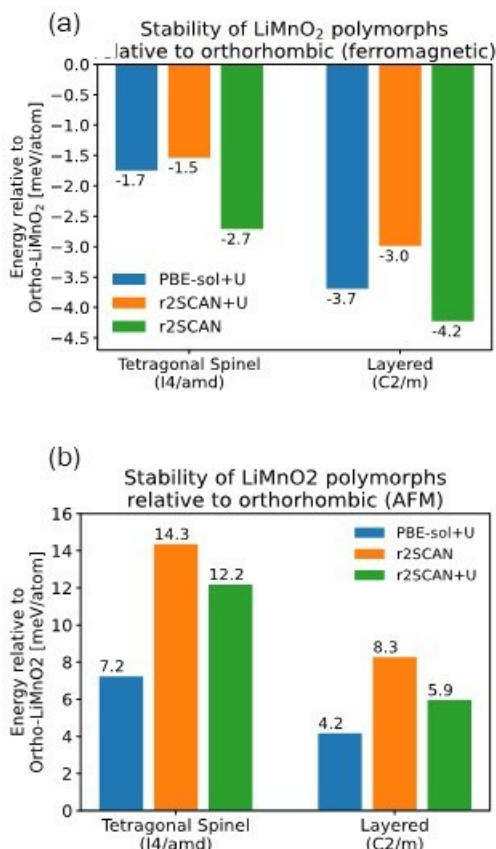 (a)
Stability of LiMnO₂ polymorphs
relative to orthorhombic (ferromagnetic)
Energy relative to
Ortho-LiMnO₂ [meV/atom]
0.0
−0.5
−1.0
−1.5
−2.0
−2.5
−3.0
−3.5
−4.0
−4.5
-1.7
-1.5
-2.7
-3.7
-3.0
-4.2
PBE-sol+U
r2SCAN+U
r2SCAN
Tetragonal Spinel
(I4/amd)
Layered
(C2/m)
(b)
Stability of LiMnO2 polymorphs
relative to orthorhombic (AFM)
Energy relative to
Ortho-LiMnO2 [meV/atom]
16
14
12
10
8
6
4
2
0
7.2
14.3
12.2
4.2
8.3
5.9
PBE-sol+U
r2SCAN
r2SCAN+U
Tetragonal Spinel
(I4/amd)
Layered
(C2/m)